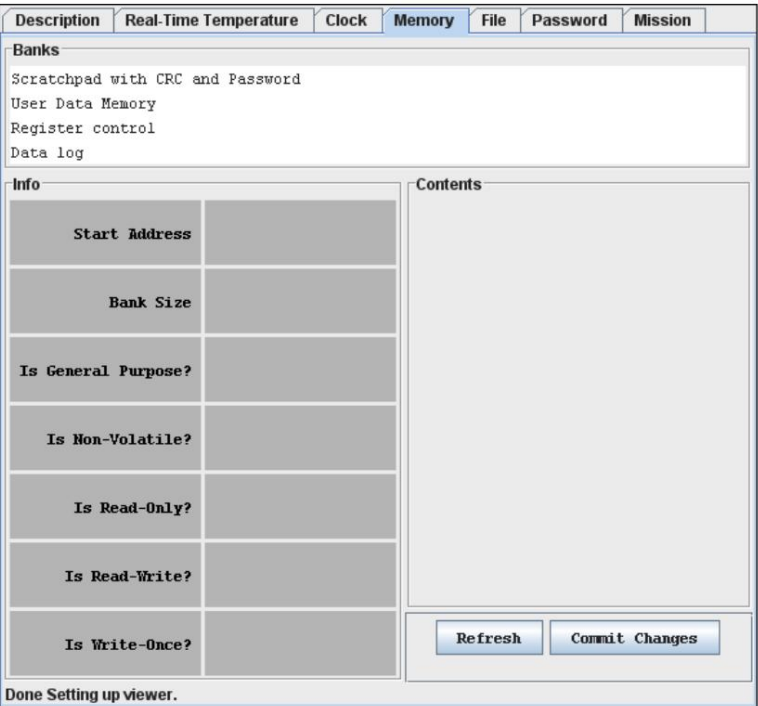 Description Real-Time Temperature Clock Memory File Password Mission
Banks
Scratchpad with CRC and Password
User Data Memory
Register control
Data log
Info
Start Address
Bank Size
Is General Purpose?
Is Non-Volatile?
Is Read-Only?
Is Read-Write?
Is Write-Once?
Contents
Refresh Commit Changes
Done Setting up viewer.